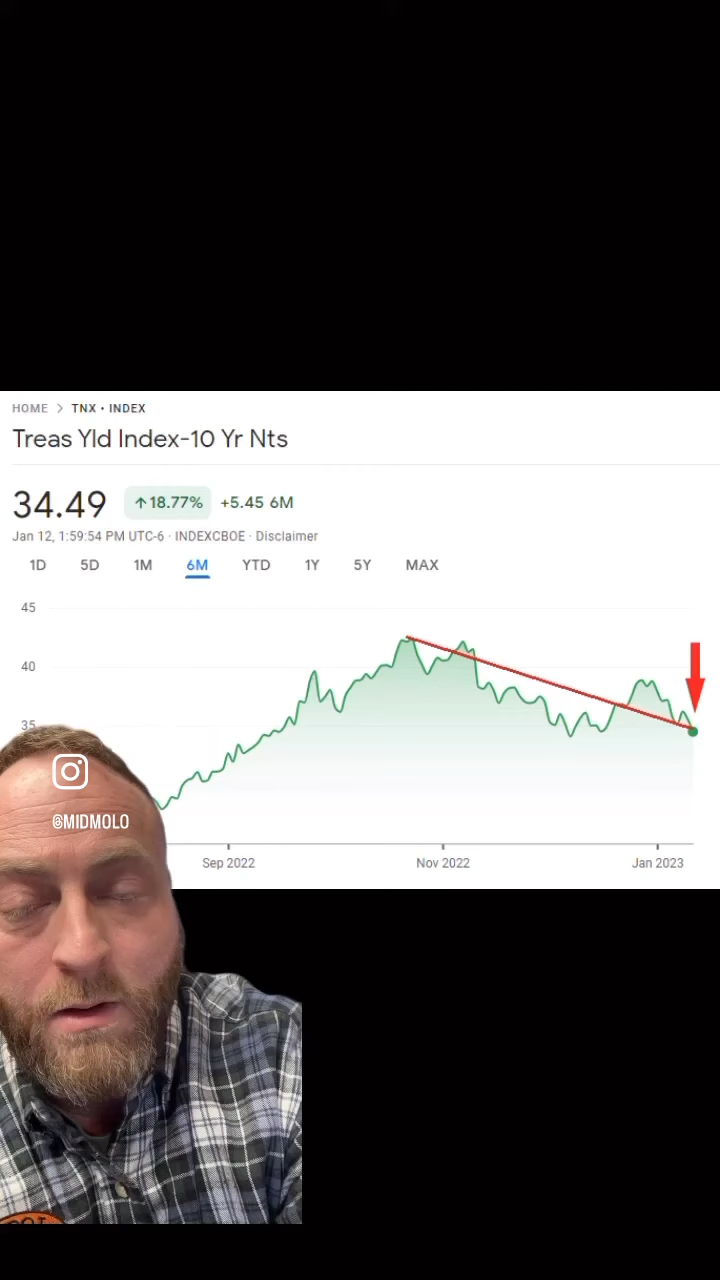 HOME > TNX • INDEX
Treas Yld Index-10 Yr Nts
34.49 ↑18.77% +5.45 6M
Jan 12, 1:59:54 PM UTC-6 · INDEXCBOE · Disclaimer
1D 5D 1M 6M YTD 1Y 5Y MAX
45
40
35
Sep 2022 Nov 2022 Jan 2023
@MIDMOLO